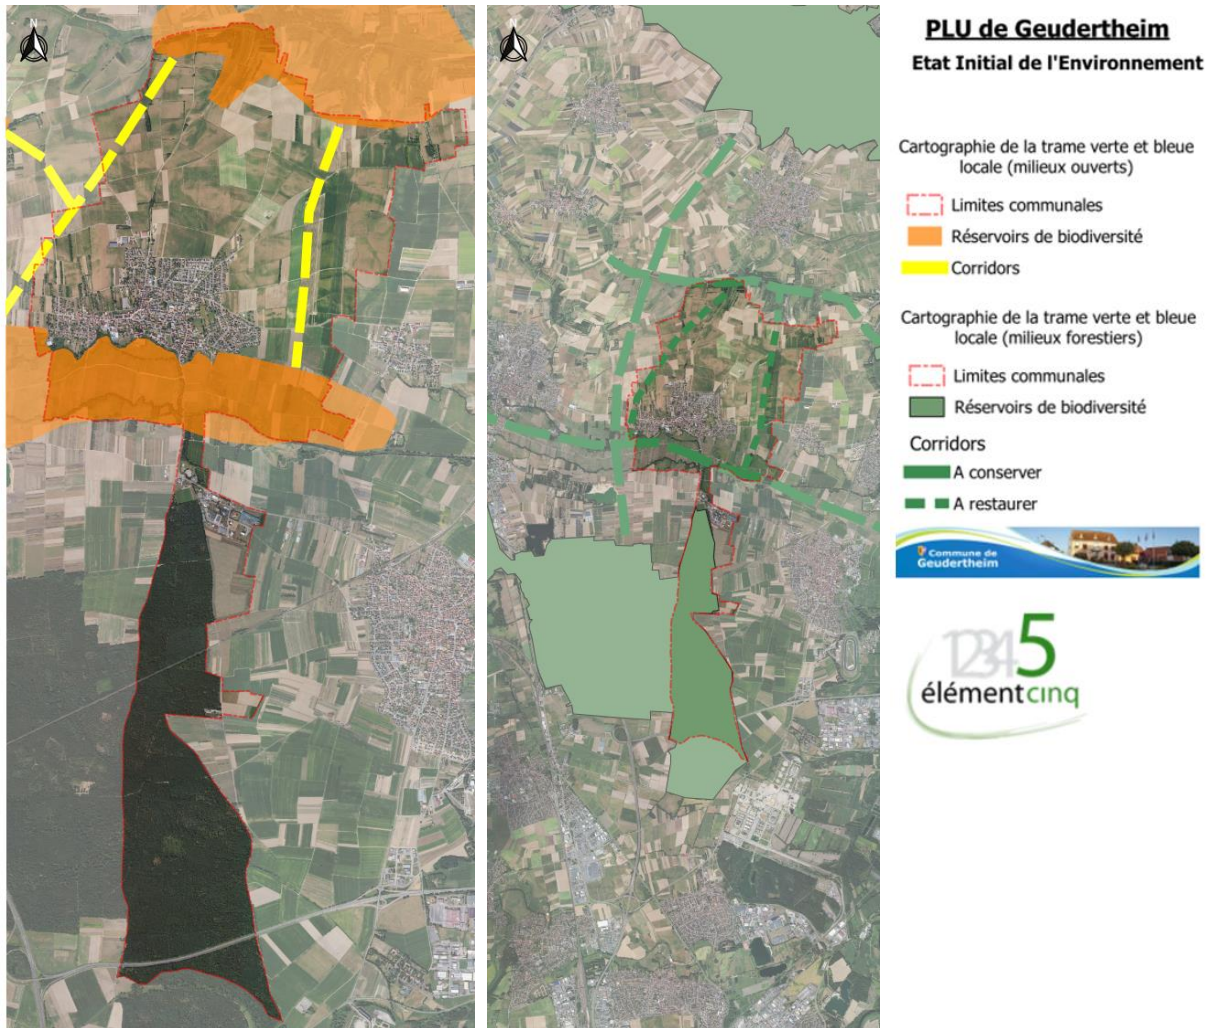 N
N
PLU de Geudertheim
Etat Initial de l'Environnement
Cartographie de la trame verte et bleue
locale (milieux ouverts)
Limites communales
Réservoirs de biodiversité
Corridors
Cartographie de la trame verte et bleue
locale (milieux forestiers)
Limites communales
Réservoirs de biodiversité
Corridors
A conserver
A restaurer
Commune de
Geudertheim
12345
élémentcinq